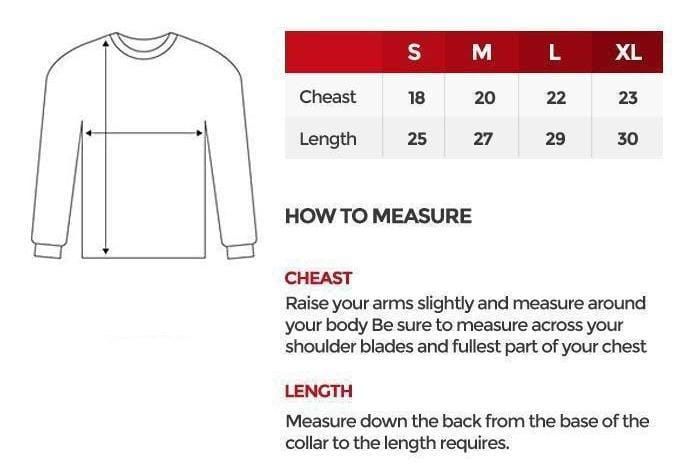 S M L XL
Cheast 18 20 22 23
Length 25 27 29 30
HOW TO MEASURE
CHEAST
Raise your arms slightly and measure around
your body Be sure to measure across your
shoulder blades and fullest part of your chest
LENGTH
Measure down the back from the base of the
collar to the length requires.